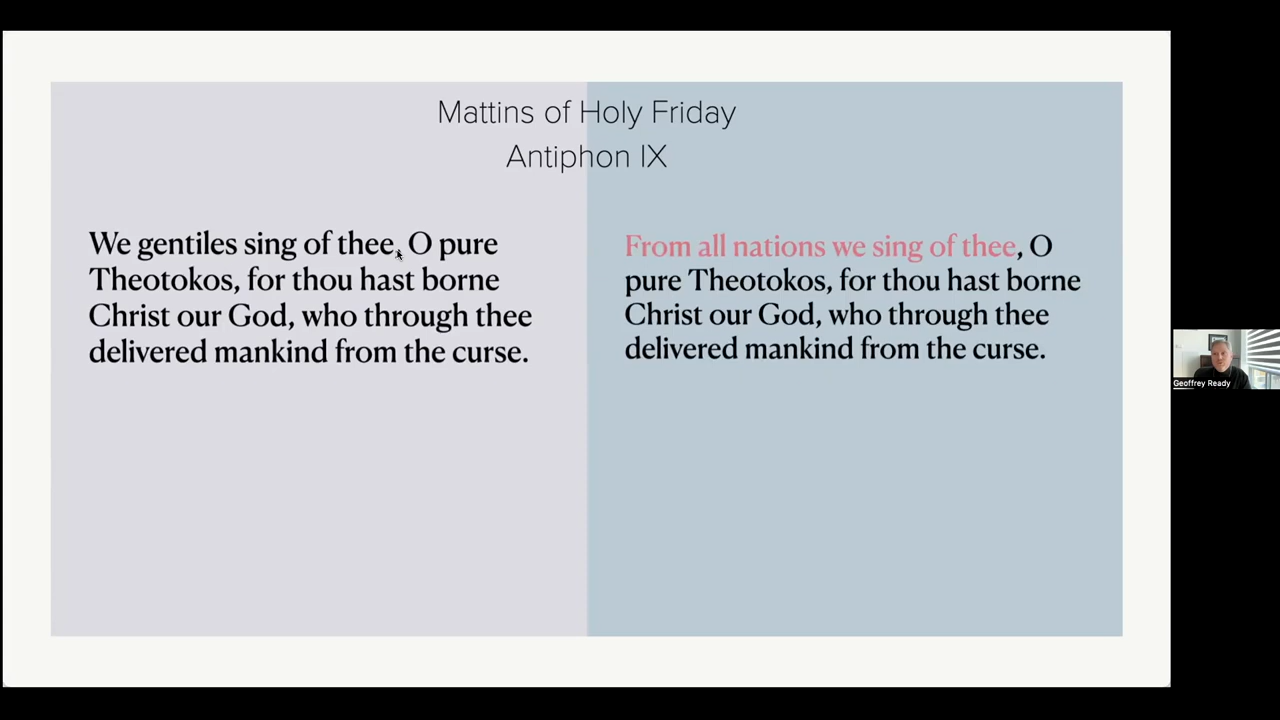 Mattins of Holy Friday
Antiphon IX
We gentiles sing of thee, O pure
Theotokos, for thou hast borne
Christ our God, who through thee
delivered mankind from the curse.
From all nations we sing of thee, O
pure Theotokos, for thou hast borne
Christ our God, who through thee
delivered mankind from the curse.
Geoffrey Ready